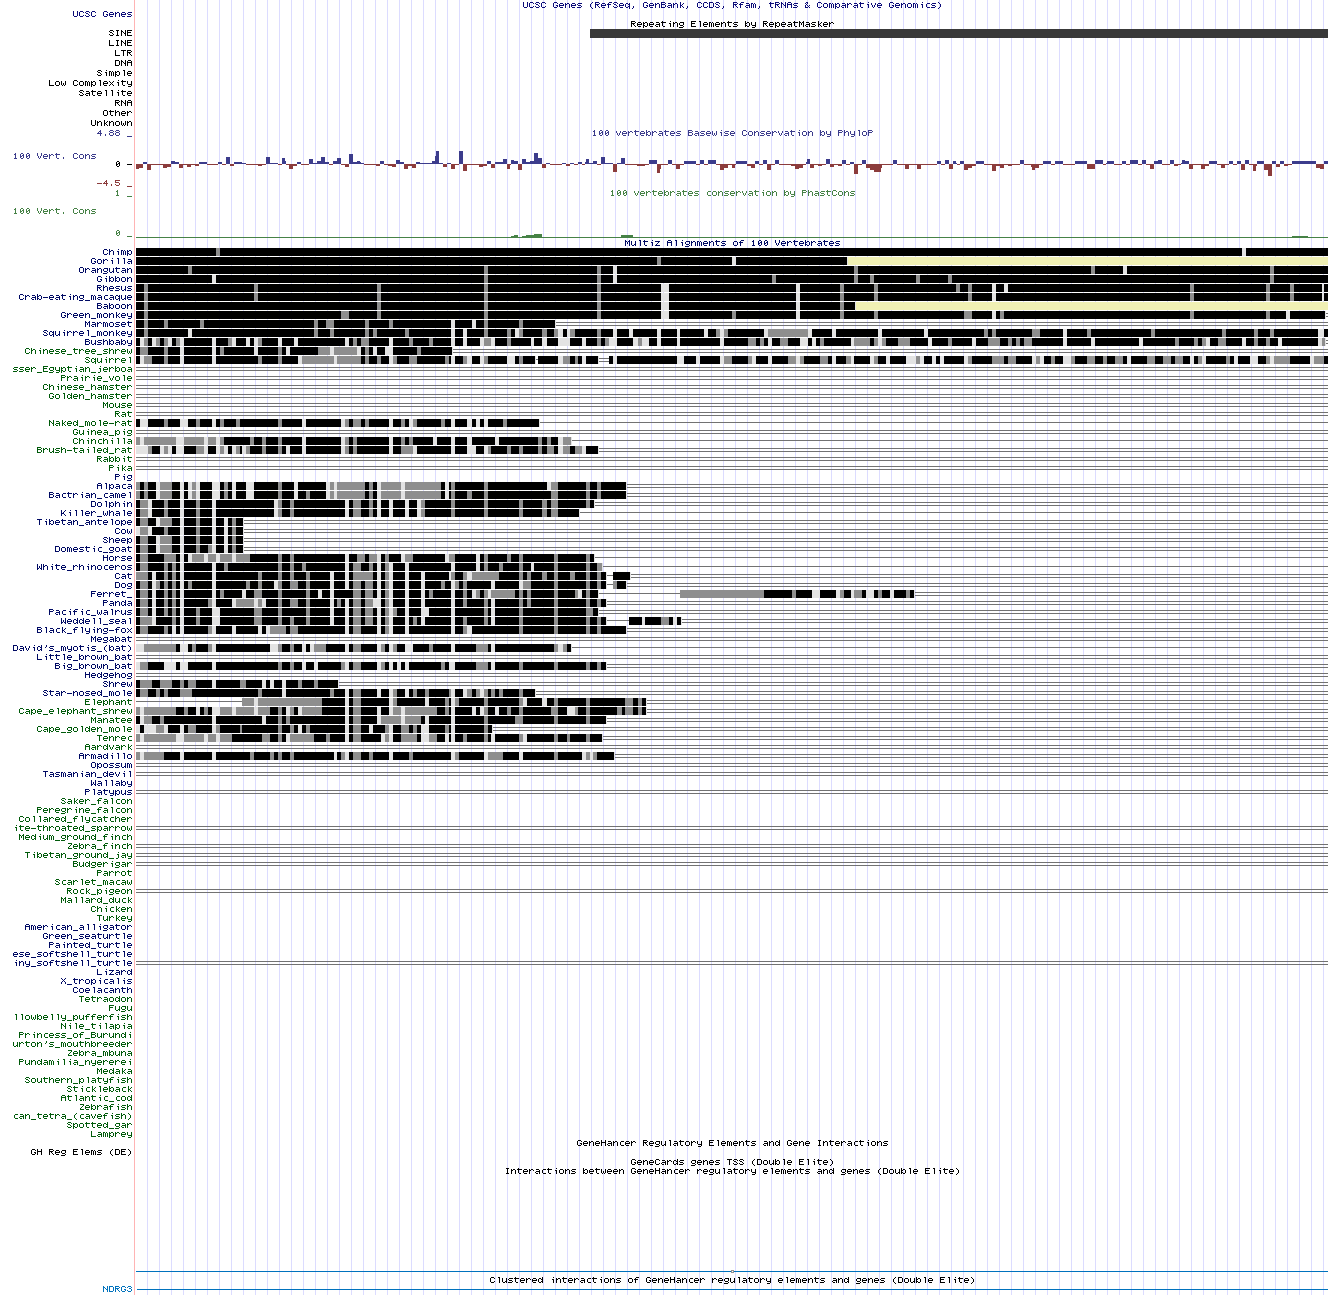 UCSC Genes (RefSeq, GenBank, CCDS, Rfam, tRNAs & Comparative Genomics)
UCSC Genes
Repeating Elements by RepeatMasker
SINE
LINE
LTR
DNA
Simple
Low Complexity
Satellite
RNA
Other
Unknown
4.88 _
100 vertebrates Basewise Conservation by PhyloP
100 Vert. Cons
0 _
-4.5 _
1 _
100 vertebrates conservation by PhastCons
100 Vert. Cons
0 _
Multiz Alignments of 100 Vertebrates
Chimp
Gorilla
Orangutan
Gibbon
Rhesus
Crab-eating_macaque
Baboon
Green_monkey
Marmoset
Squirrel_monkey
Bushbaby
Chinese_tree_shrew
Squirrel
sser_Egyptian_jerboa
Prairie_vole
Chinese_hamster
Golden_hamster
Mouse
Rat
Naked_mole-rat
Guinea_pig
Chinchilla
Brush-tailed_rat
Rabbit
Pika
Pig
Alpaca
Bactrian_camel
Dolphin
Killer_whale
Tibetan_antelope
Cow
Sheep
Domestic_goat
Horse
White_rhinoceros
Cat
Dog
Ferret_
Panda
Pacific_walrus
Weddell_seal
Black_flying-fox
Megabat
David's_myotis_(bat)
Little_brown_bat
Big_brown_bat
Hedgehog
Shrew
Star-nosed_mole
Elephant
Cape_elephant_shrew
Manatee
Cape_golden_mole
Tenrec
Aardvark
Armadillo
Opossum
Tasmanian_devil
Wallaby
Platypus
Saker_falcon
Peregrine_falcon
Collared_flycatcher
ite-throated_sparrow
Medium_ground_finch
Zebra_finch
Tibetan_ground_jay
Budgerigar
Parrot
Scarlet_macaw
Rock_pigeon
Mallard_duck
Chicken
Turkey
American_alligator
Green_seaturtle
Painted_turtle
ese_softshell_turtle
iny_softshell_turtle
Lizard
X_tropicalis
Coelacanth
Tetraodon
Fugu
llowbelly_pufferfish
Nile_tilapia
Princess_of_Burundi
urton's_mouthbreeder
Zebra_mbuna
Pundamilia_nyererei
Medaka
Southern_platyfish
Stickleback
Atlantic_cod
Zebrafish
can_tetra_(cavefish)
Spotted_gar
Lamprey
GeneHancer Regulatory Elements and Gene Interactions
GH Reg Elems (DE)
GeneCards genes TSS (Double Elite)
Interactions between GeneHancer regulatory elements and genes (Double Elite)
Clustered interactions of GeneHancer regulatory elements and genes (Double Elite)
NDRG3